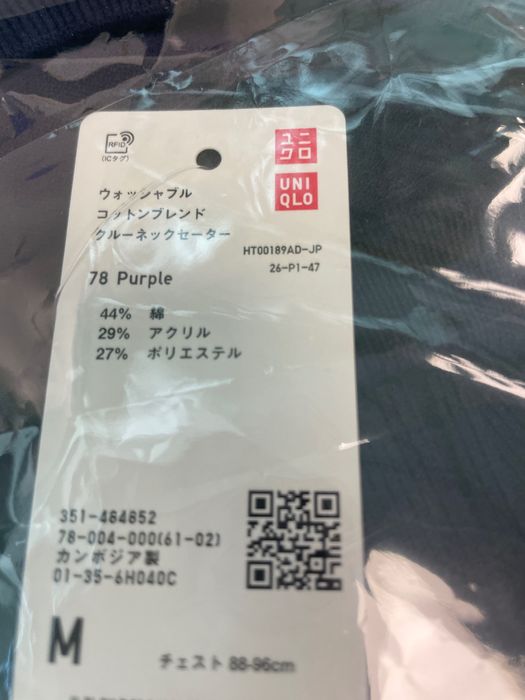 RFID
(ICタグ)
ユニ
クロ
UNI
QLO
ウォッシャブル
コットンブレンド
クルーネックセーター
HT00189AD-JP
26-P1-47
78 Purple
44% 綿
29% アクリル
27% ポリエステル
351-484852
78-004-000(61-02)
カンボジア製
01-35-6H040C
M
チェスト 88-96cm